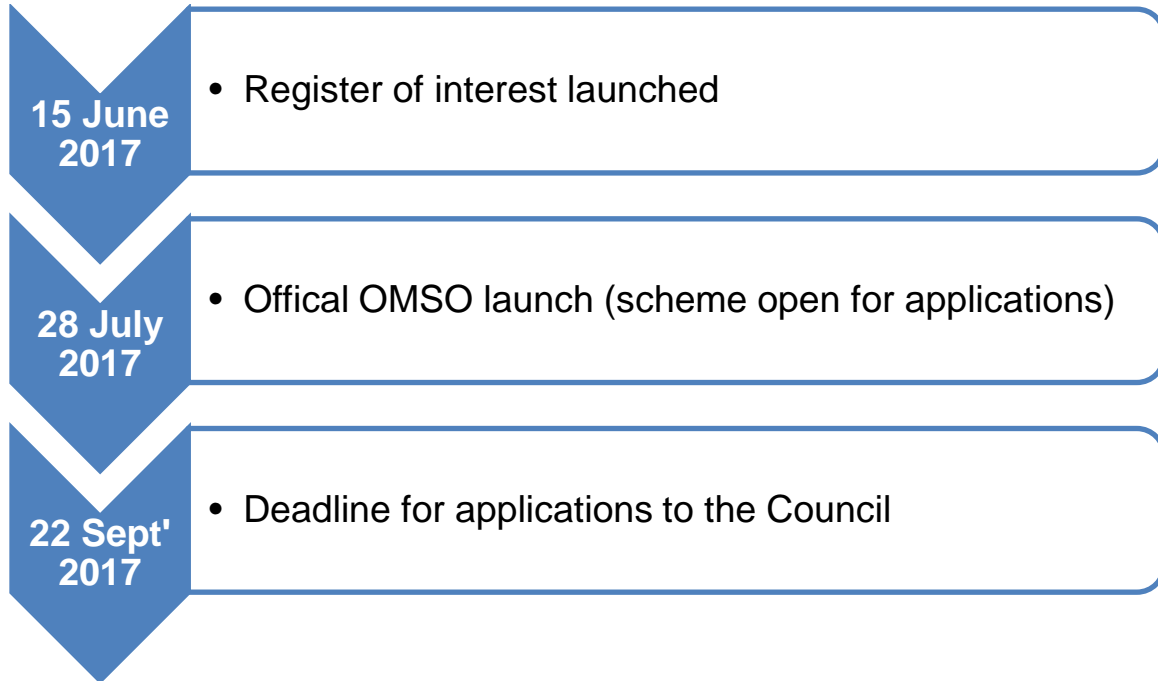 15 June
2017
• Register of interest launched
28 July
2017
• Offical OMSO launch (scheme open for applications)
22 Sept'
2017
• Deadline for applications to the Council